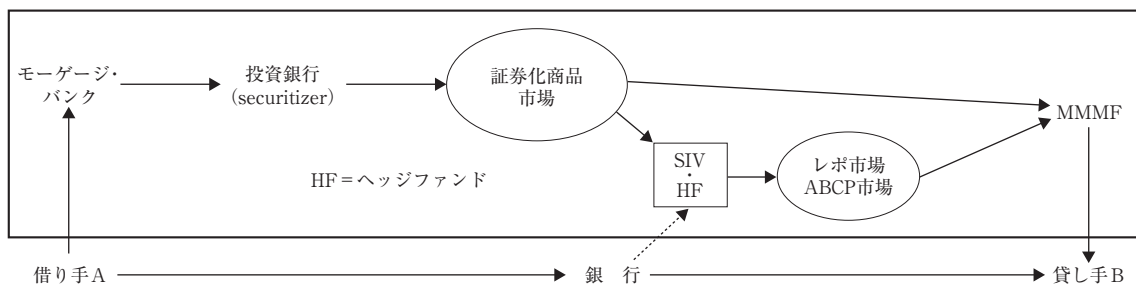 モーゲージ・
バンク
投資銀行
(securitizer)
証券化商品
市場
MMMF
SIV
・
HF
レポ市場
ABCP市場
HF=ヘッジファンド
借り手A
銀　行
貸し手B